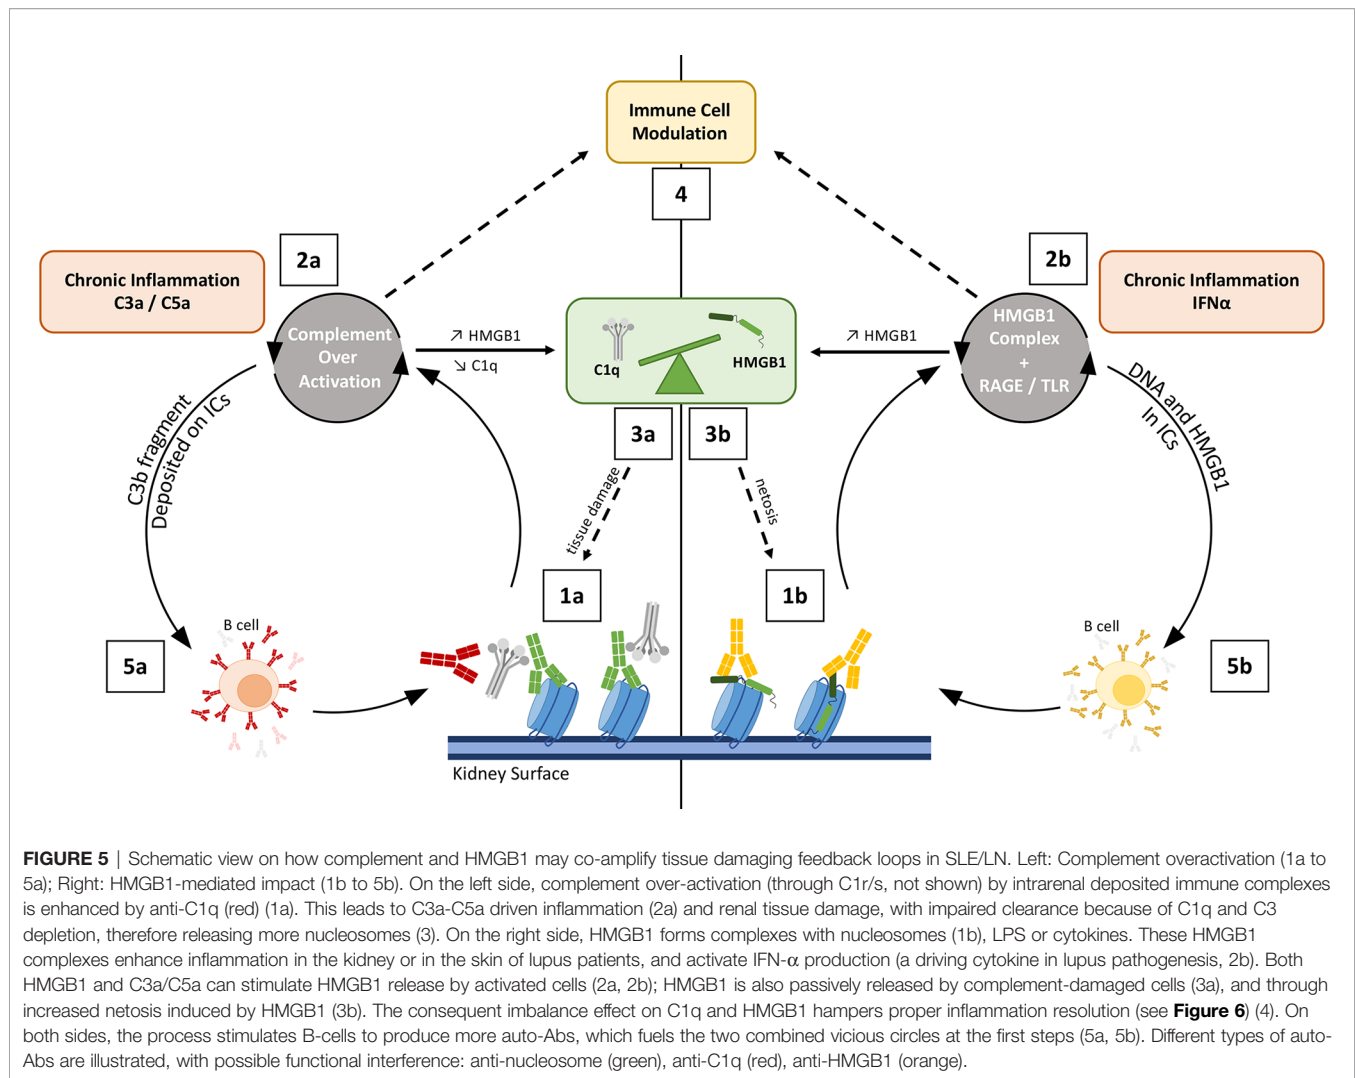 Immune Cell
Modulation
4
2a
2b
Chronic Inflammation
C3a / C5a
Chronic Inflammation
IFNα
Complement
Over
Activation
↗ HMGB1
↘ C1q
C1q
HMGB1
↗ HMGB1
HMGB1
Complex
+
RAGE / TLR
C3b fragment
Deposited on ICs
DNA and HMGB1
In ICs
3a
3b
tissue damage
netosis
1a
1b
B cell
5a
B cell
5b
Kidney Surface
FIGURE 5 | Schematic view on how complement and HMGB1 may co-amplify tissue damaging feedback loops in SLE/LN. Left: Complement overactivation (1a to
5a); Right: HMGB1-mediated impact (1b to 5b). On the left side, complement over-activation (through C1r/s, not shown) by intrarenal deposited immune complexes
is enhanced by anti-C1q (red) (1a). This leads to C3a-C5a driven inflammation (2a) and renal tissue damage, with impaired clearance because of C1q and C3
depletion, therefore releasing more nucleosomes (3). On the right side, HMGB1 forms complexes with nucleosomes (1b), LPS or cytokines. These HMGB1
complexes enhance inflammation in the kidney or in the skin of lupus patients, and activate IFN-α production (a driving cytokine in lupus pathogenesis, 2b). Both
HMGB1 and C3a/C5a can stimulate HMGB1 release by activated cells (2a, 2b); HMGB1 is also passively released by complement-damaged cells (3a), and through
increased netosis induced by HMGB1 (3b). The consequent imbalance effect on C1q and HMGB1 hampers proper inflammation resolution (see Figure 6) (4). On
both sides, the process stimulates B-cells to produce more auto-Abs, which fuels the two combined vicious circles at the first steps (5a, 5b). Different types of auto-
Abs are illustrated, with possible functional interference: anti-nucleosome (green), anti-C1q (red), anti-HMGB1 (orange).